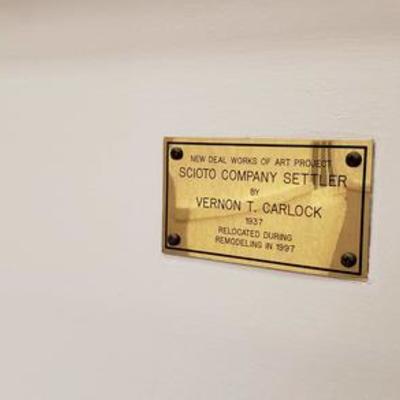 NEW DEAL WORKS OF ART PROJECT
SCIOTO COMPANY SETTLER
BY
VERNON T. CARLOCK
1937
RELOCATED DURING
REMODELING IN 1997